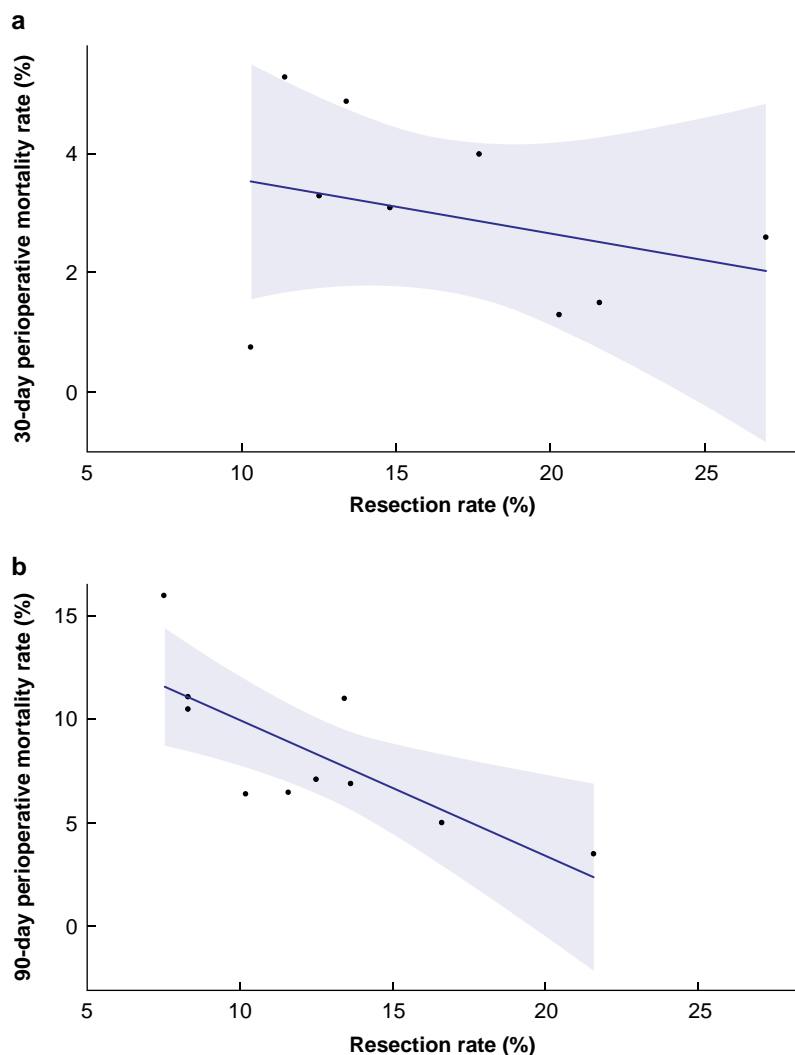 a
30-day perioperative mortality rate (%)
4
2
0
5 10 15 20 25
Resection rate (%)
b
90-day perioperative mortality rate (%)
15
10
5
0
5 10 15 20 25
Resection rate (%)